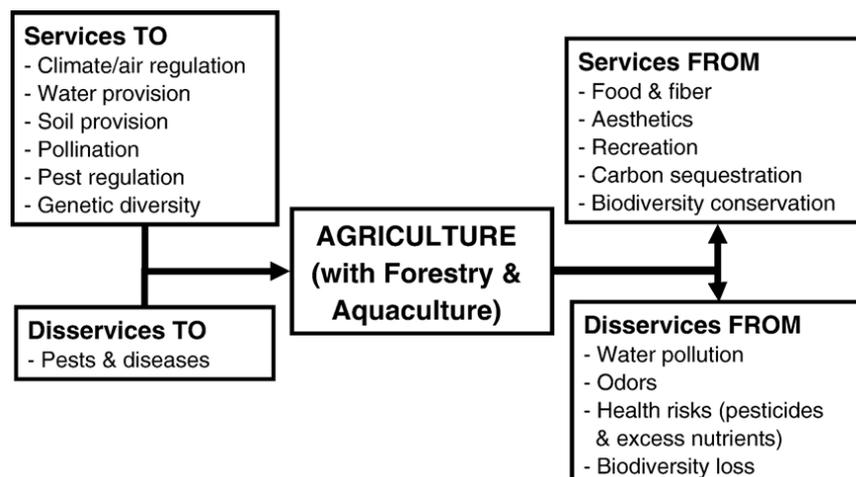 Services TO
- Climate/air regulation
- Water provision
- Soil provision
- Pollination
- Pest regulation
- Genetic diversity
Disservices TO
- Pests & diseases
AGRICULTURE
(with Forestry &
Aquaculture)
Services FROM
- Food & fiber
- Aesthetics
- Recreation
- Carbon sequestration
- Biodiversity conservation
Disservices FROM
- Water pollution
- Odors
- Health risks (pesticides
& excess nutrients)
- Biodiversity loss